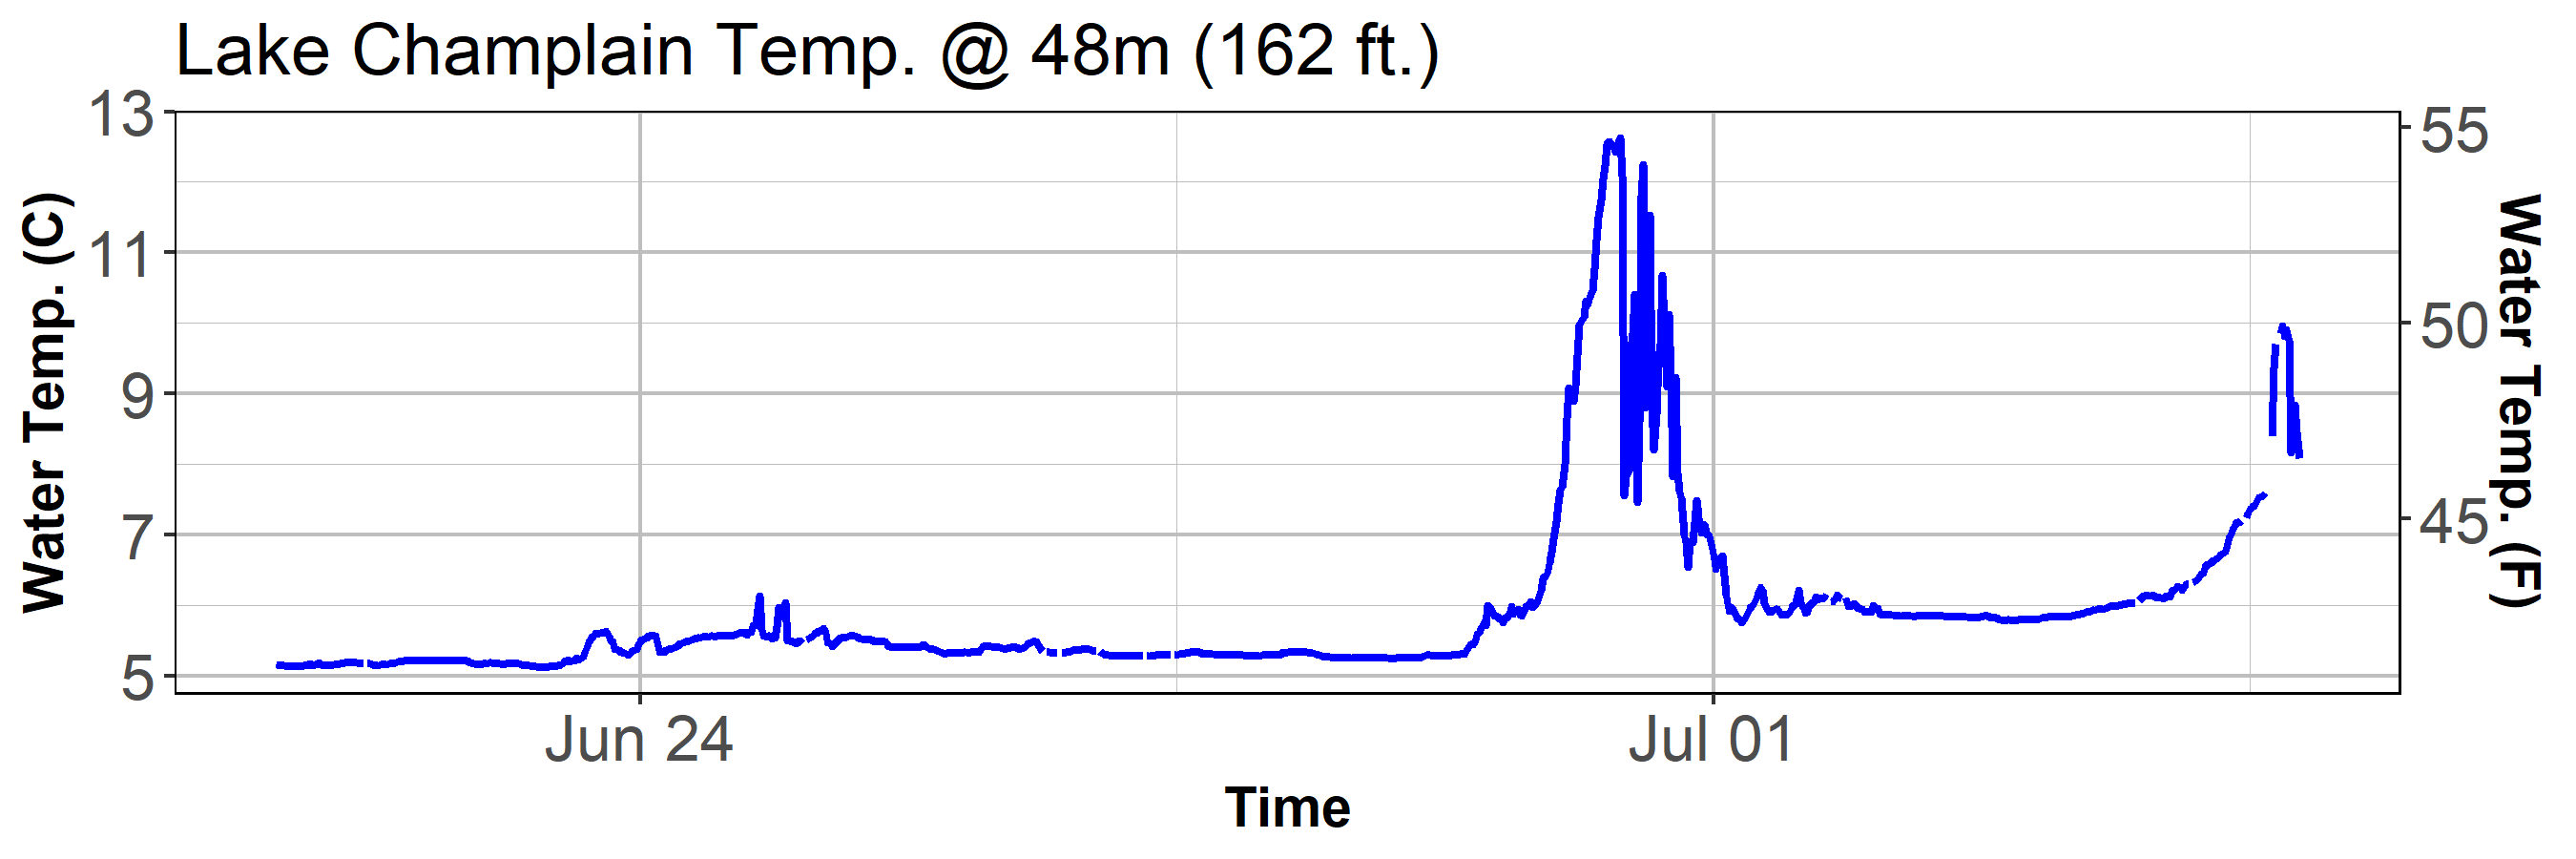 Lake Champlain Temp. @ 48m (162 ft.)
Water Temp. (C)
13
11
9
7
5
55
50
45
Water Temp. (F)
Jun 24
Jul 01
Time